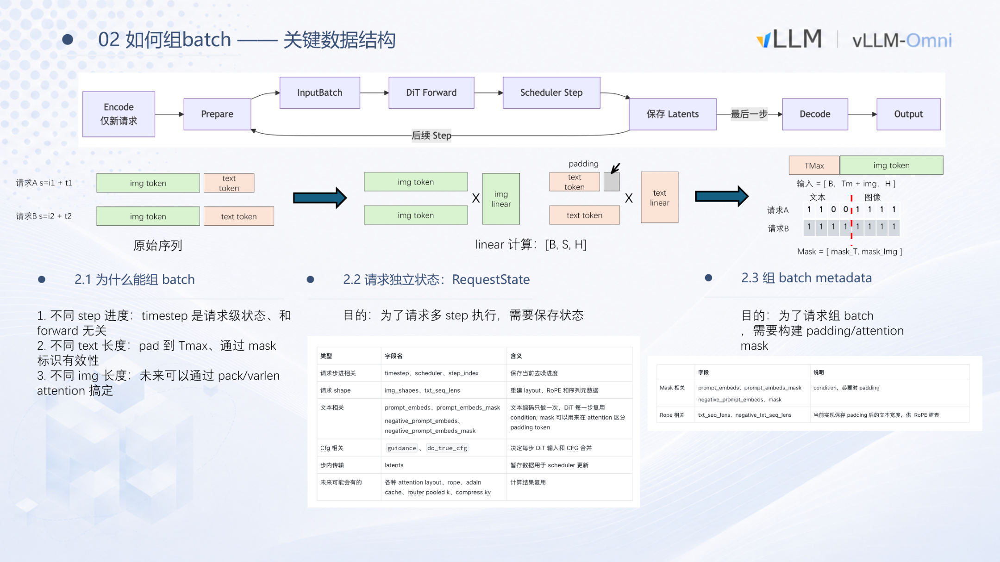 02 如何组batch —— 关键数据结构
vLLM | vLLM-Omni
Encode
仅新请求
Prepare
InputBatch
DiT Forward
Scheduler Step
保存 Latents
最后一步
Decode
Output
后续 Step
请求A s=i1 + t1
img token
text
token
请求B s=i2 + t2
img token
text token
原始序列
img token
img token
X
img
linear
padding
text
token
text token
X
text
linear
linear 计算：[B, S, H]
TMax
img token
输入 = [ B, Tm + img, H ]
文本
图像
请求A
1 1 0 0 1 1 1 1
请求B
1 1 1 1 1 1 1 1
Mask = [ mask_T, mask_Img ]
2.1 为什么能组 batch
1. 不同 step 进度：timestep 是请求级状态、和
forward 无关
2. 不同 text 长度：pad 到 Tmax、通过 mask
标识有效性
3. 不同 img 长度：未来可以通过 pack/varlen
attention 搞定
2.2 请求独立状态：RequestState
目的：为了请求多 step 执行，需要保存状态
类型 字段名 含义
请求步进相关 timestep、scheduler、step_index 保存当前去噪进度
请求 shape img_shapes、txt_seq_lens 重建 layout、RoPE 和序列元数据
文本相关 prompt_embeds、prompt_embeds_mask 文本编码只做一次，DiT 每一步复用
negative_prompt_embeds、 condition; mask 可以用来在 attention 区分
negative_prompt_embeds_mask padding token
Cfg 相关 guidance 、 do_true_cfg 决定每步 DiT 输入和 CFG 合并
步内传输 latents 暂存数据用于 scheduler 更新
未来可能会有的 各种 attention layout、rope、adaln 计算结果复用
cache、router pooled k、compress kv
2.3 组 batch metadata
目的：为了请求组 batch
，需要构建 padding/attention
mask
字段 说明
Mask 相关 prompt_embeds、prompt_embeds_mask condition，必要时 padding
negative_prompt_embeds、mask
Rope 相关 txt_seq_lens、negative_txt_seq_lens 当前实现保存 padding 后的文本宽度，供 RoPE 建表